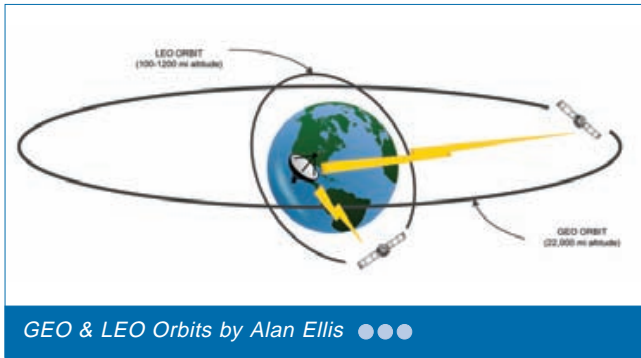 LEO ORBIT
(100-1200 mi altitude)
GEO ORBIT
(22,000 mi altitude)
GEO & LEO Orbits by Alan Ellis